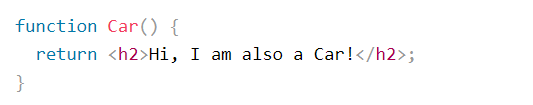 function Car() {
  return <h2>Hi, I am also a Car!</h2>;
}